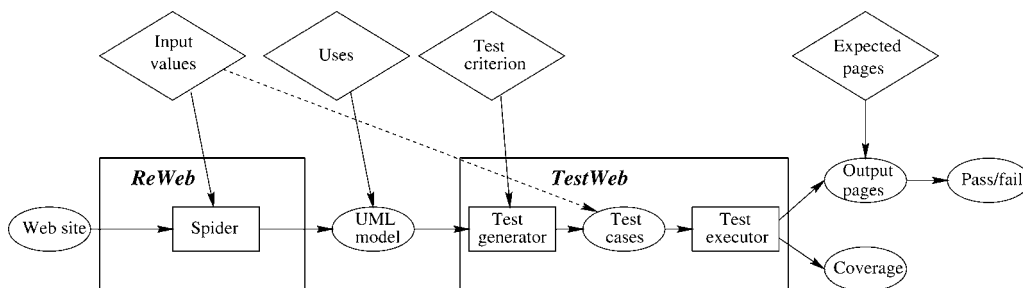 Input
values
Uses
Test
criterion
Expected
pages
ReWeb
TestWeb
Web site
Spider
UML
model
Test
generator
Test
cases
Test
executor
Output
pages
Pass/fail
Coverage